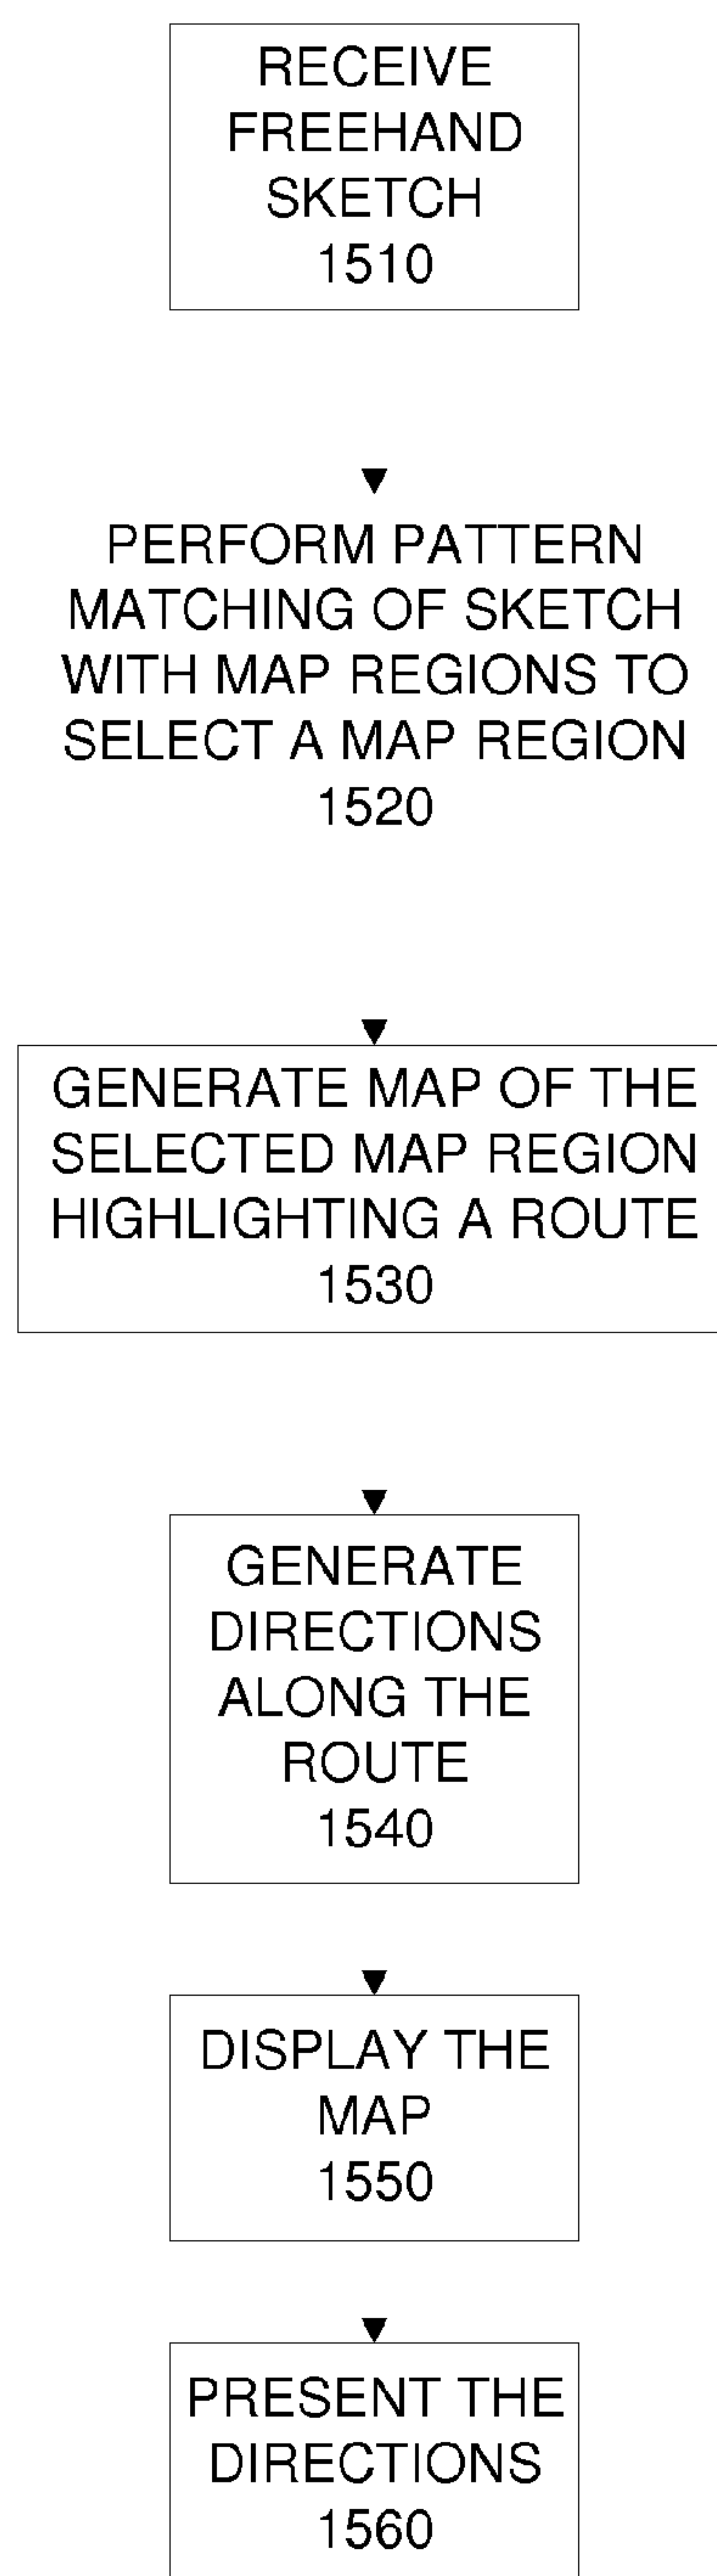 RECEIVE
FREEHAND
SKETCH
1510
PERFORM PATTERN
MATCHING OF SKETCH
WITH MAP REGIONS TO
SELECT A MAP REGION
1520
GENERATE MAP OF THE
SELECTED MAP REGION
HIGHLIGHTING A ROUTE
1530
GENERATE
DIRECTIONS
ALONG THE
ROUTE
1540
DISPLAY THE
MAP
1550
PRESENT THE
DIRECTIONS
1560